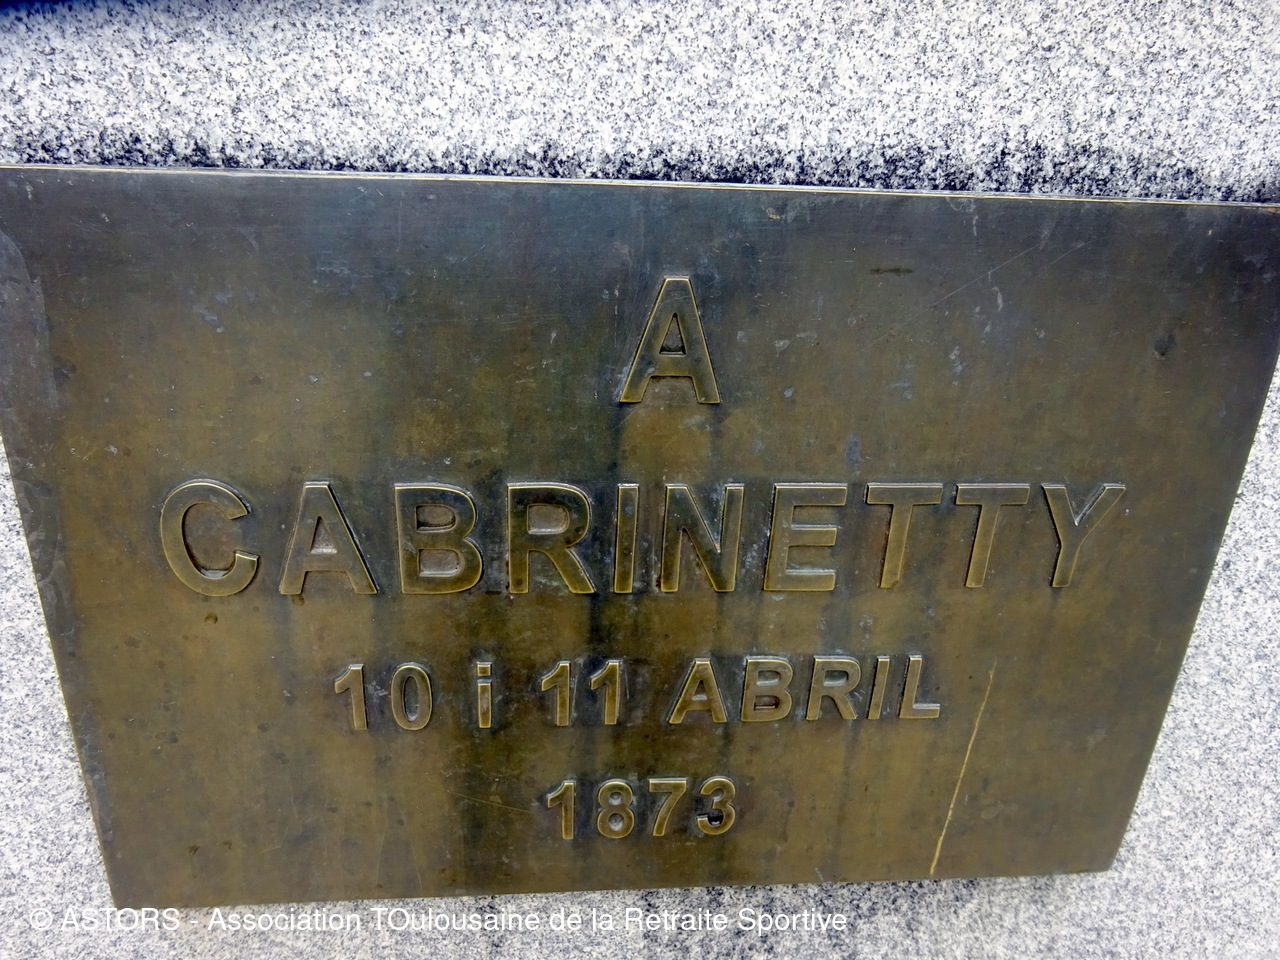 A
CABRINETTY
10 i 11 ABRIL
1873
© ASTORS - Association TOulousaine de la Retraite Sportive